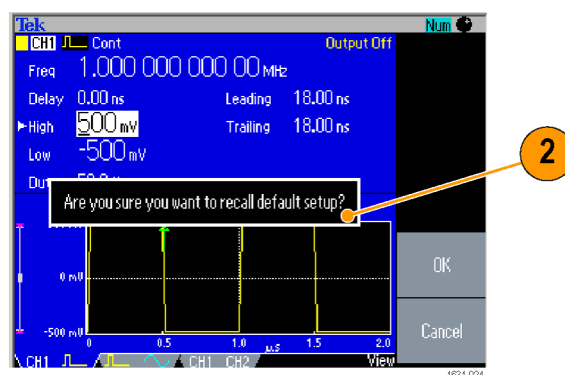 Tek Num
CH1 Cont Output Off
Freq 1.000 000 000 00 MHz
Delay 0.00 ns Leading 18.00 ns
High 500 mV Trailing 18.00 ns
Low -500 mV
Are you sure you want to recall default setup?
2
0 mV
OK
-500 mV
0 0.5 1.0 µs 1.5 2.0
Cancel
CH1 CH1 CH2 View